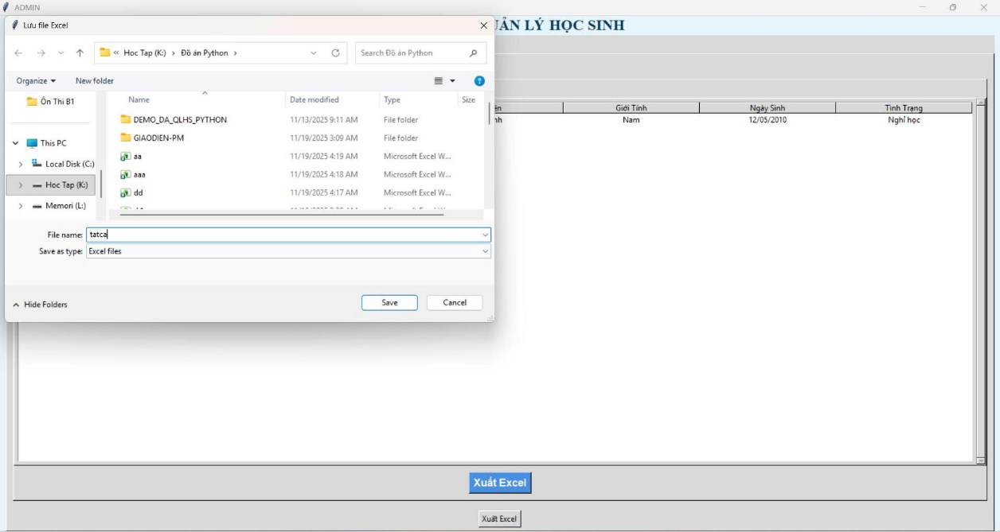 ADMIN
Lưu file Excel
UẢN LÝ HỌC SINH
« Hoc Tap (K:) > Đồ án Python >
Search Đồ án Python
Organize
New folder
Ôn Thi B1
This PC
Local Disk (C:)
Hoc Tap (K:)
Memori (L:)
Name Date modified Type Size
DEMO_DA_QLHS_PYTHON 11/13/2025 9:11 AM File folder
GIAODIEN-PM 11/19/2025 3:09 AM File folder
aa 11/19/2025 4:19 AM Microsoft Excel W...
aaa 11/19/2025 4:18 AM Microsoft Excel W...
dd 11/19/2025 4:17 AM Microsoft Excel W...
File name: tatca
Save as type: Excel files
Hide Folders
Save
Cancel
Giới Tính Ngày Sinh Tình Trạng
nh Nam 12/05/2010 Nghỉ học
Xuất Excel
Xuất Excel